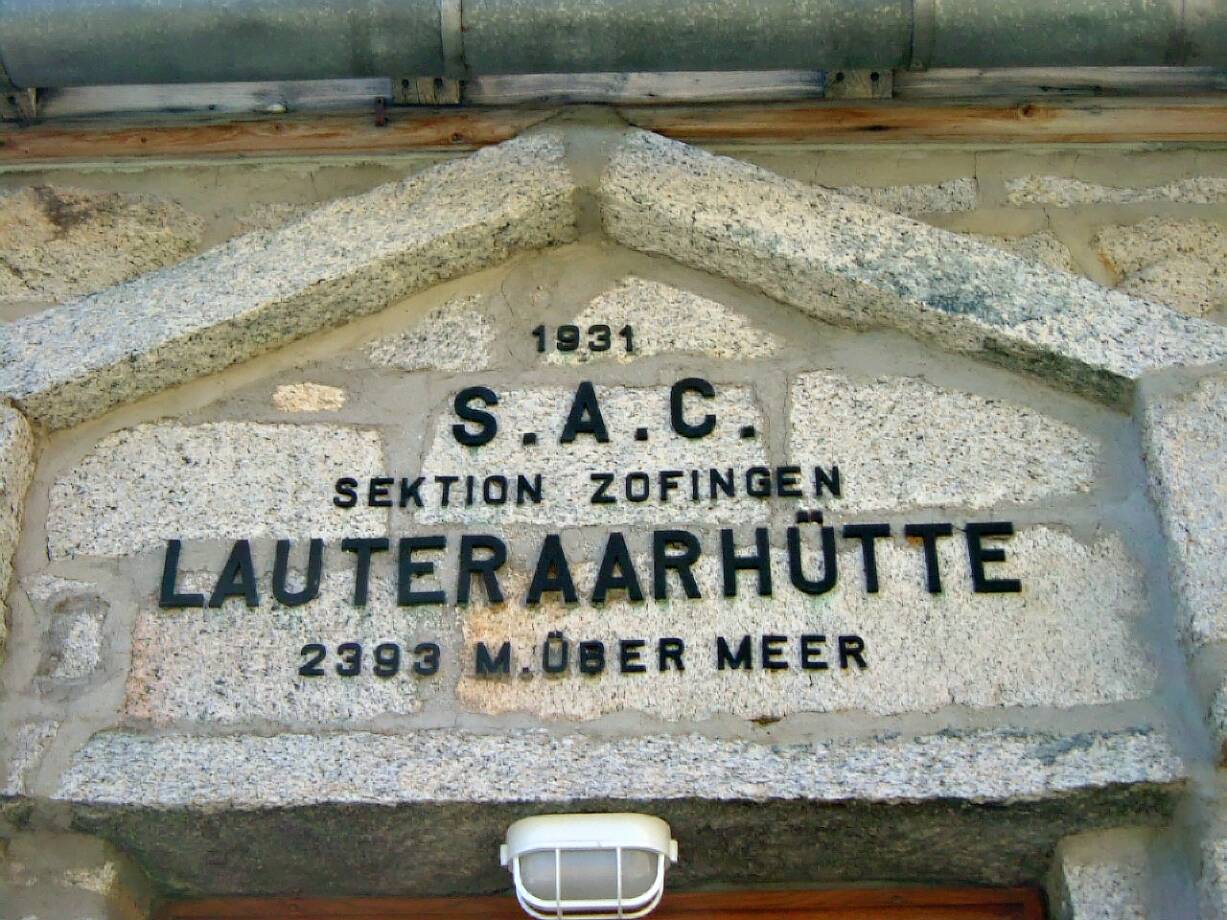 1931
S.A.C.
SEKTION ZOFINGEN
LAUTERAARHÜTTE
2393 M.ÜBER MEER